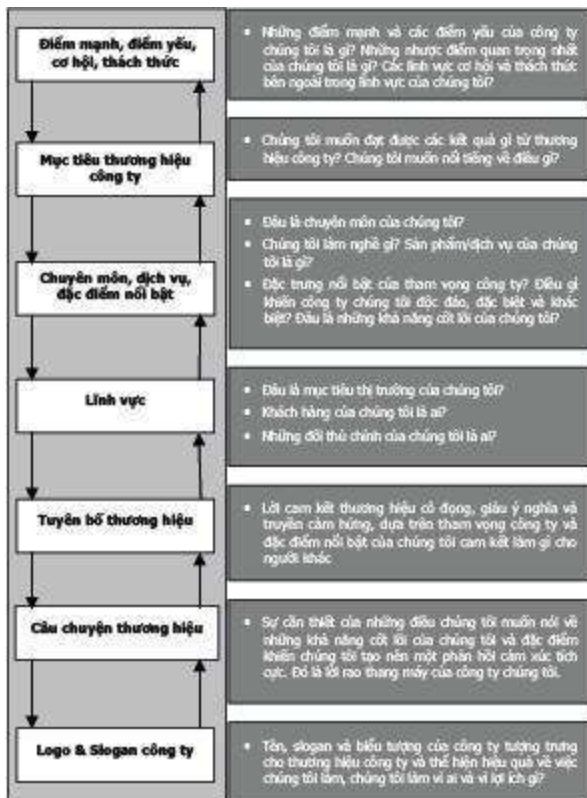 Điểm mạnh, điểm yếu,
cơ hội, thách thức
• Những điểm mạnh và các điểm yếu của công ty
chúng tôi là gì? Những nhược điểm quan trọng nhất
của chúng tôi là gì? Các lĩnh vực cơ hội và thách thức
bên ngoài trong lĩnh vực của chúng tôi?
Mục tiêu thương hiệu
công ty
• Chúng tôi muốn đạt được các kết quả gì từ thương
hiệu công ty? Chúng tôi muốn nổi tiếng về điều gì?
Chuyên môn, dịch vụ,
đặc điểm nổi bật
• Đâu là chuyên môn của chúng tôi?
• Chúng tôi làm nghề gì? Sản phẩm/dịch vụ của chúng
tôi là gì?
• Đặc trưng nổi bật của tham vọng công ty? Điều gì
khiến công ty chúng tôi độc đáo, đặc biệt và khác
biệt? Đâu là những khả năng cốt lõi của chúng tôi?
Lĩnh vực
• Đâu là mục tiêu thị trường của chúng tôi?
• Khách hàng của chúng tôi là ai?
• Những đối thủ chính của chúng tôi là ai?
Tuyên bố thương hiệu
• Lời cam kết thương hiệu cô đọng, giàu ý nghĩa và
truyền cảm hứng, dựa trên tham vọng công ty và
đặc điểm nổi bật của chúng tôi cam kết làm gì cho
người khác
Câu chuyện thương hiệu
• Sự cần thiết của những điều chúng tôi muốn nói về
những khả năng cốt lõi của chúng tôi và đặc điểm
khiến chúng tôi tạo nên một phản hồi cảm xúc tích
cực. Đó là lời rao thang máy của công ty chúng tôi.
Logo & Slogan công ty
• Tên, slogan và biểu tượng của công ty tượng trưng
cho thương hiệu công ty và thể hiện hiệu quả về việc
chúng tôi làm, chúng tôi làm vì ai và vì lợi ích gì?